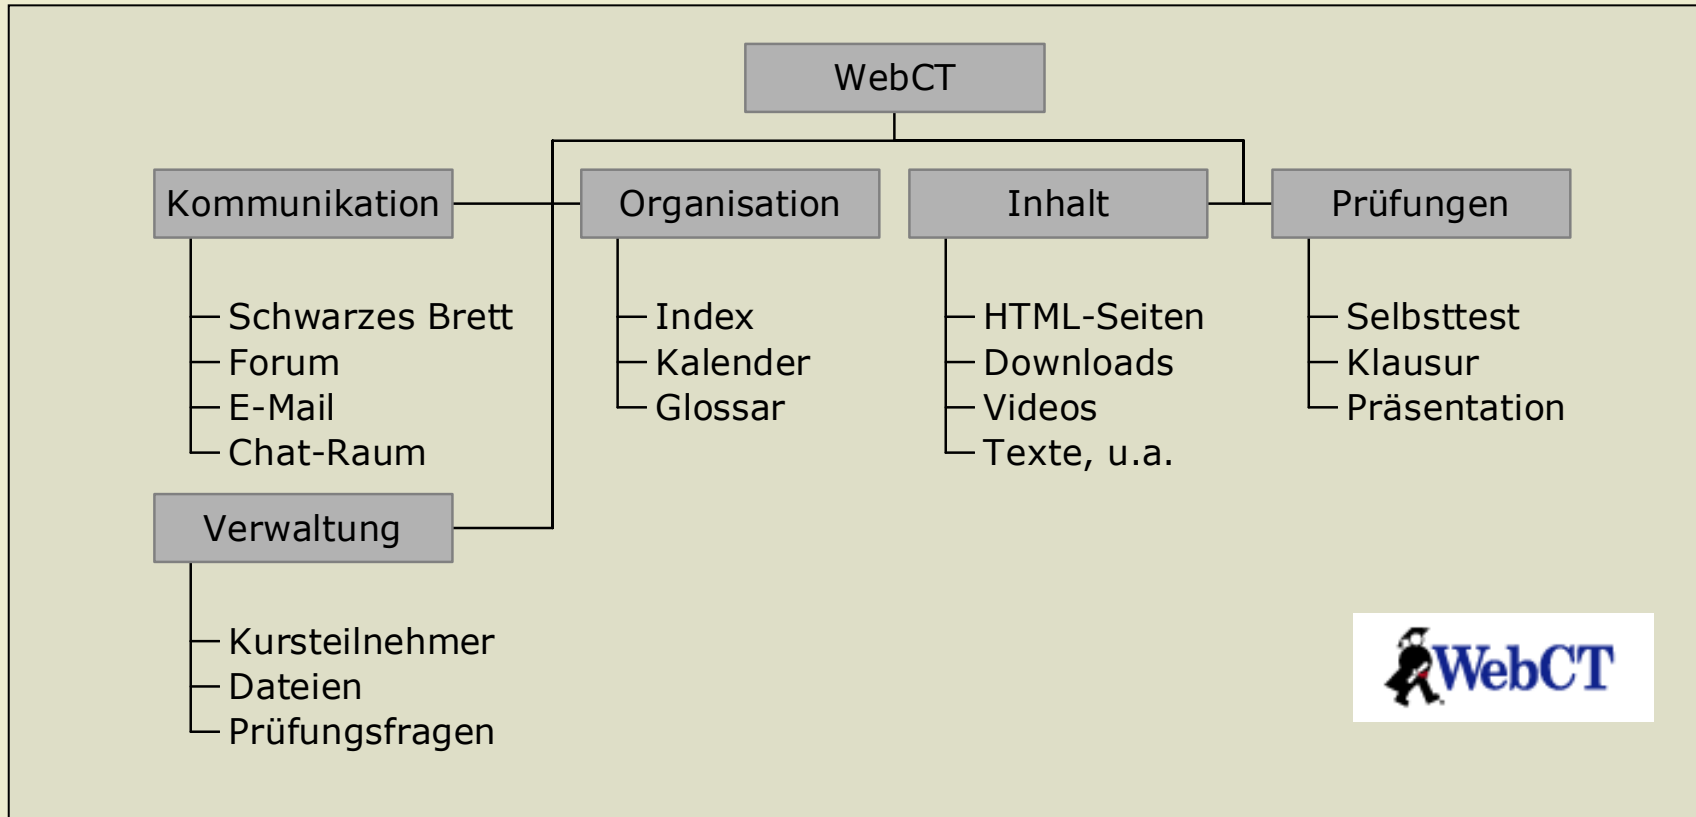 WebCT
Kommunikation
Schwarzes Brett
Forum
E-Mail
Chat-Raum
Organisation
Index
Kalender
Glossar
Inhalt
HTML-Seiten
Downloads
Videos
Texte, u.a.
Prüfungen
Selbsttest
Klausur
Präsentation
Verwaltung
Kursteilnehmer
Dateien
Prüfungsfragen
WebCT